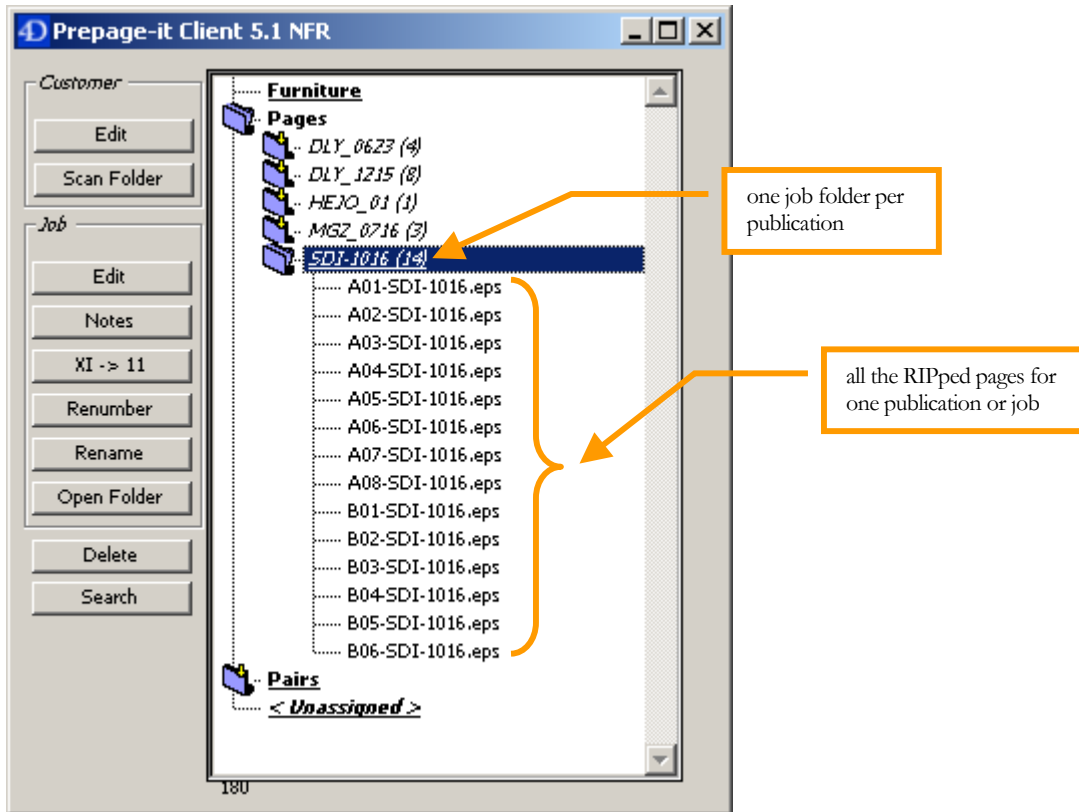 Prepage-it Client 5.1 NFR
Customer
Edit
Scan Folder
Job
Edit
Notes
XI -> 11
Renumber
Rename
Open Folder
Delete
Search
Furniture
Pages
DLY_0623 (4)
DLY_1215 (8)
HEJO_01 (1)
MGZ_0716 (3)
SDI-1016 (14)
A01-SDI-1016.eps
A02-SDI-1016.eps
A03-SDI-1016.eps
A04-SDI-1016.eps
A05-SDI-1016.eps
A06-SDI-1016.eps
A07-SDI-1016.eps
A08-SDI-1016.eps
B01-SDI-1016.eps
B02-SDI-1016.eps
B03-SDI-1016.eps
B04-SDI-1016.eps
B05-SDI-1016.eps
B06-SDI-1016.eps
Pairs
< Unassigned >
180
one job folder per
publication
all the RIPped pages for
one publication or job